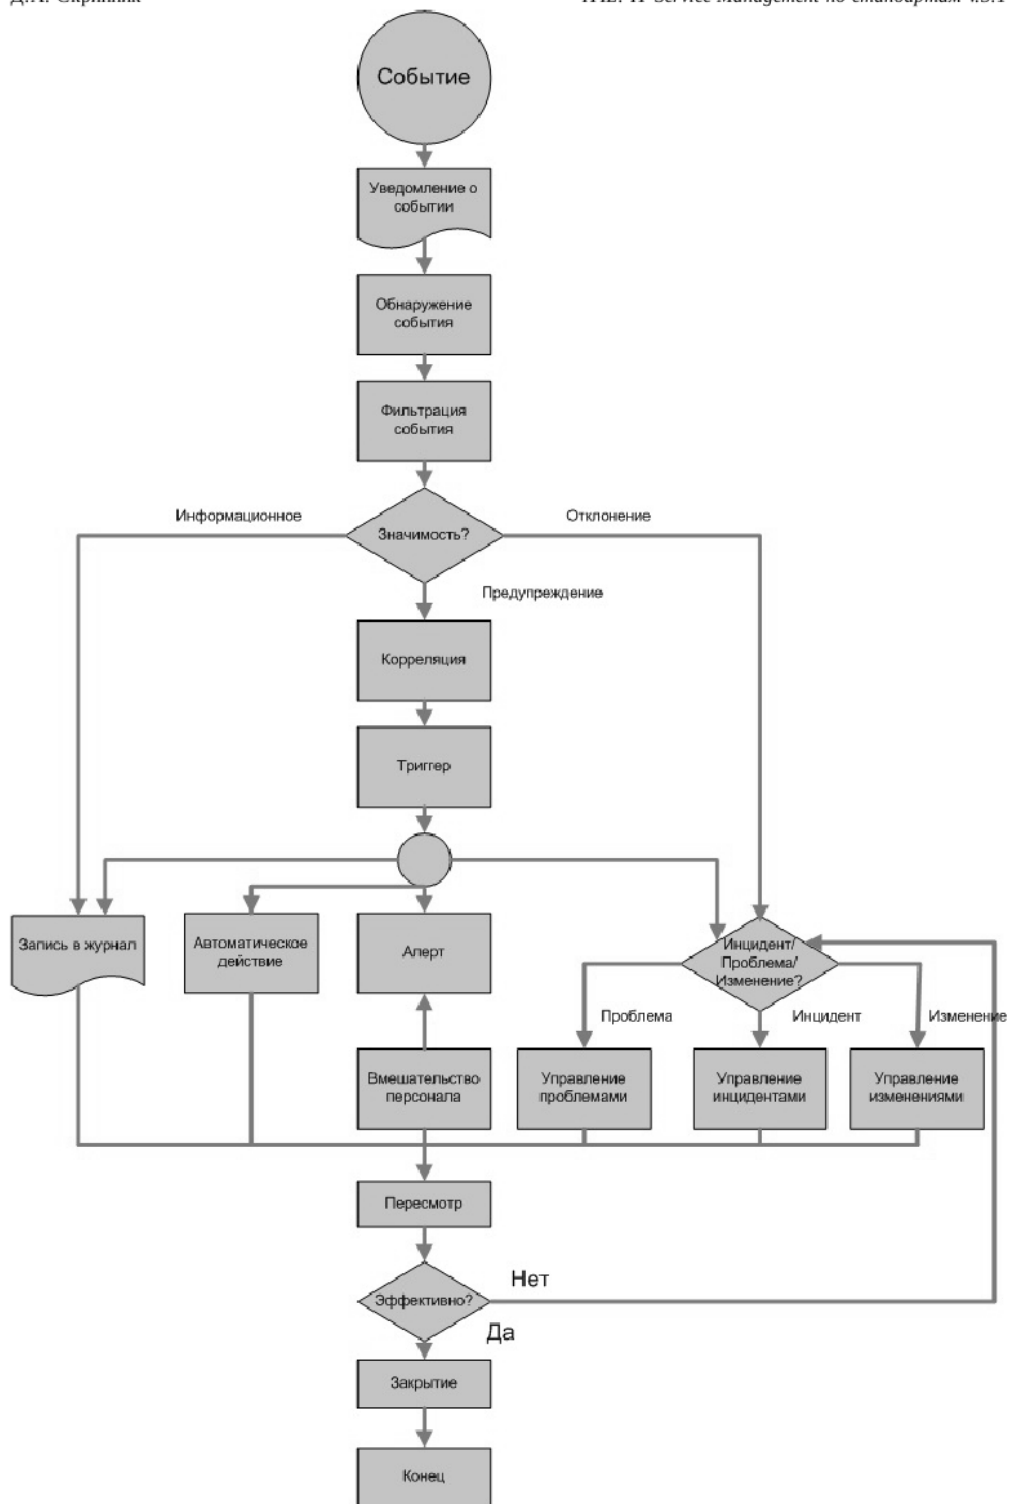 Д.А. Скрипник
ITIL. IT Service Management по стандартам v.3.1
Событие
Уведомление о
событии
Обнаружение
события
Фильтрация
события
Информационное
Значимость?
Отклонение
Предупреждение
Корреляция
Триггер
Запись в журнал
Автоматическое
действие
Алерт
Инцидент/
Проблема/
Изменение?
Проблема
Инцидент
Изменение
Вмешательство
персонала
Управление
проблемами
Управление
инцидентами
Управление
изменениями
Пересмотр
Эффективно?
Нет
Да
Закрытие
Конец